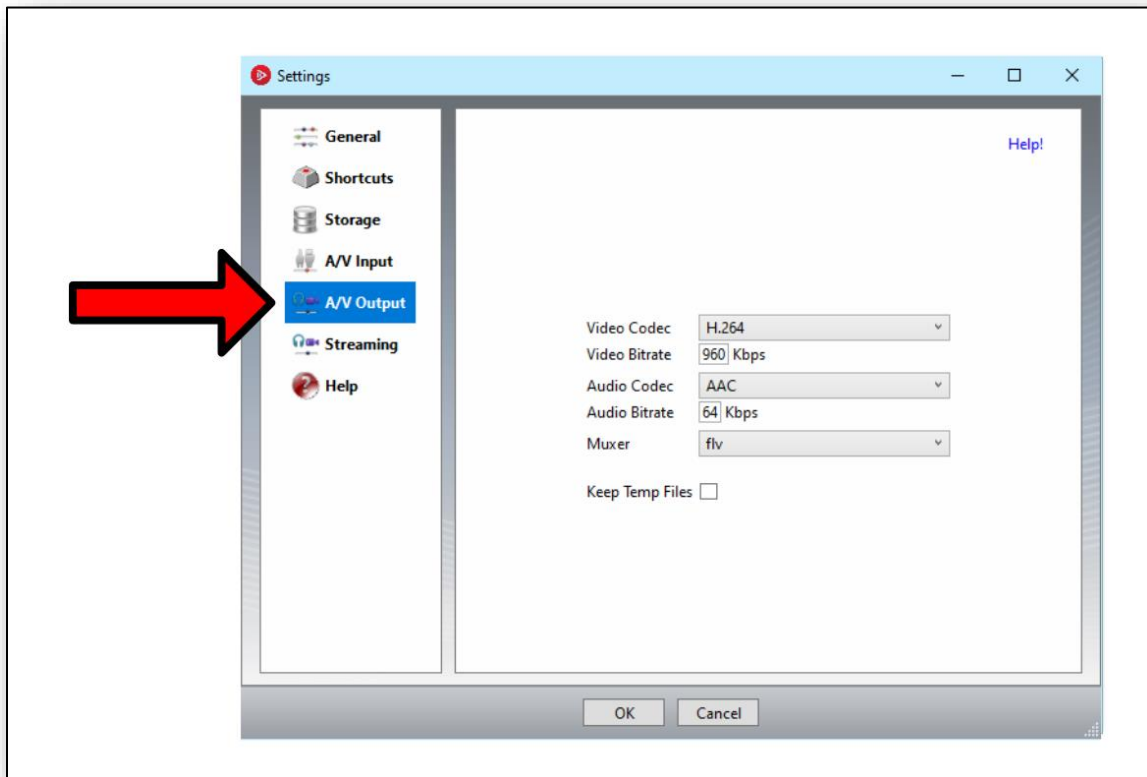 Settings
General
Shortcuts
Storage
A/V Input
A/V Output
Streaming
Help
Help!
Video Codec H.264
Video Bitrate 960 Kbps
Audio Codec AAC
Audio Bitrate 64 Kbps
Muxer flv
Keep Temp Files
OK Cancel